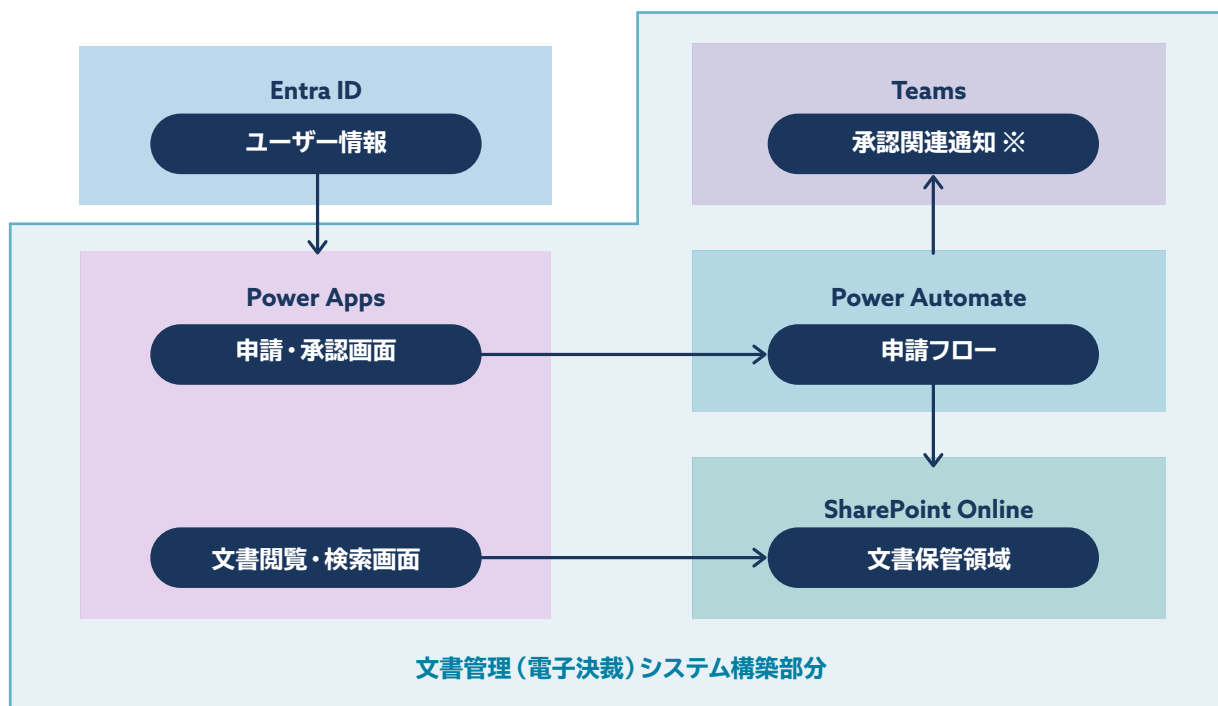 Entra ID
ユーザー情報
Teams
承認関連通知 ※
Power Apps
申請・承認画面
Power Automate
申請フロー
文書閲覧・検索画面
SharePoint Online
文書保管領域
文書管理（電子決裁）システム構築部分